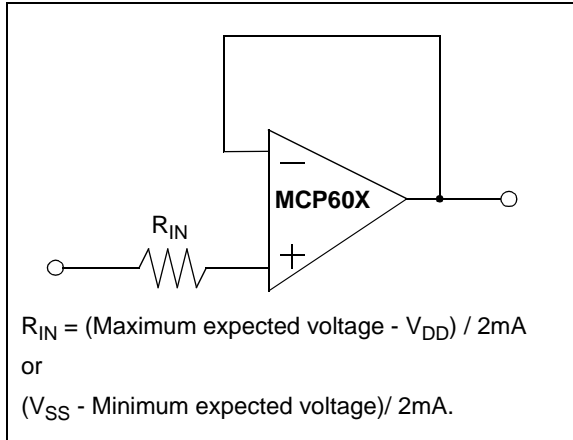 R_IN
−
MCP60X
+
R_IN = (Maximum expected voltage - V_DD) / 2mA
or
(V_SS - Minimum expected voltage)/ 2mA.